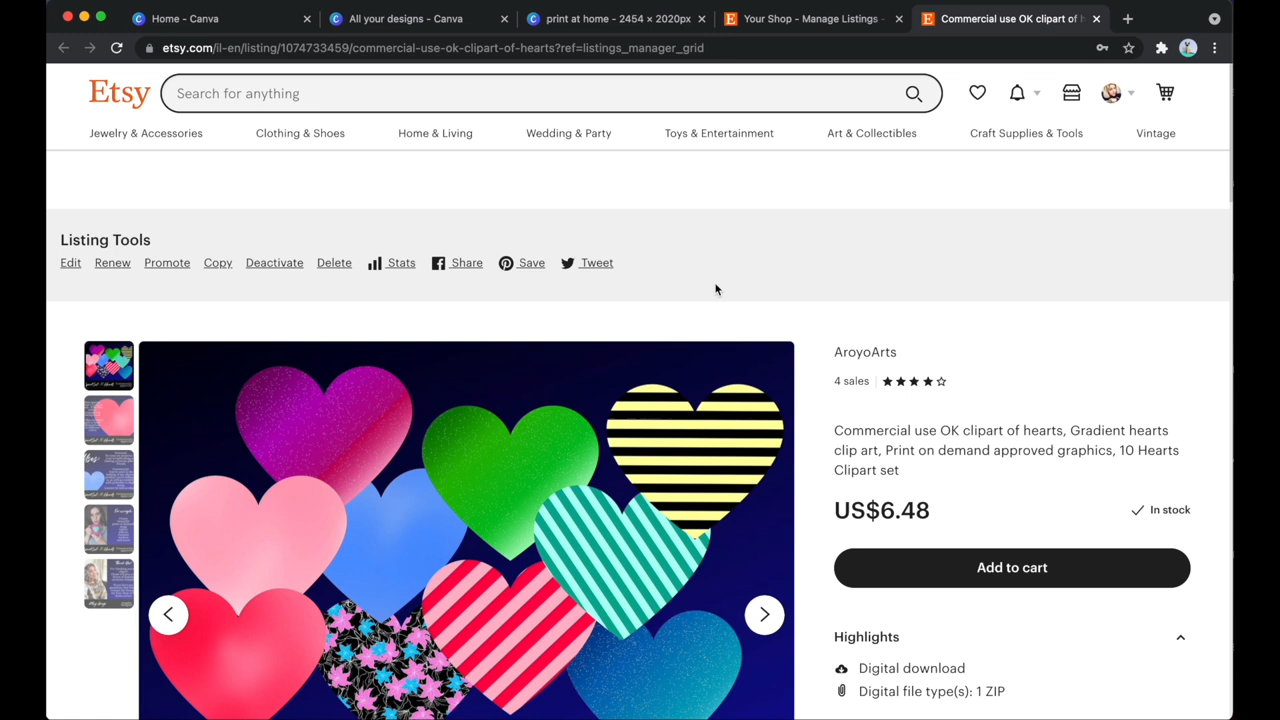 Home - Canva
All your designs - Canva
print at home - 2454 × 2020px
Your Shop - Manage Listings -
Commercial use OK clipart of h
etsy.com/il-en/listing/1074733459/commercial-use-ok-clipart-of-hearts?ref=listings_manager_grid
Etsy
Search for anything
Jewelry & Accessories
Clothing & Shoes
Home & Living
Wedding & Party
Toys & Entertainment
Art & Collectibles
Craft Supplies & Tools
Vintage
Listing Tools
Edit Renew Promote Copy Deactivate Delete Stats Share Save Tweet
AroyoArts
4 sales
Commercial use OK clipart of hearts, Gradient hearts
clip art, Print on demand approved graphics, 10 Hearts
Clipart set
US$6.48
In stock
Add to cart
Highlights
Digital download
Digital file type(s): 1 ZIP